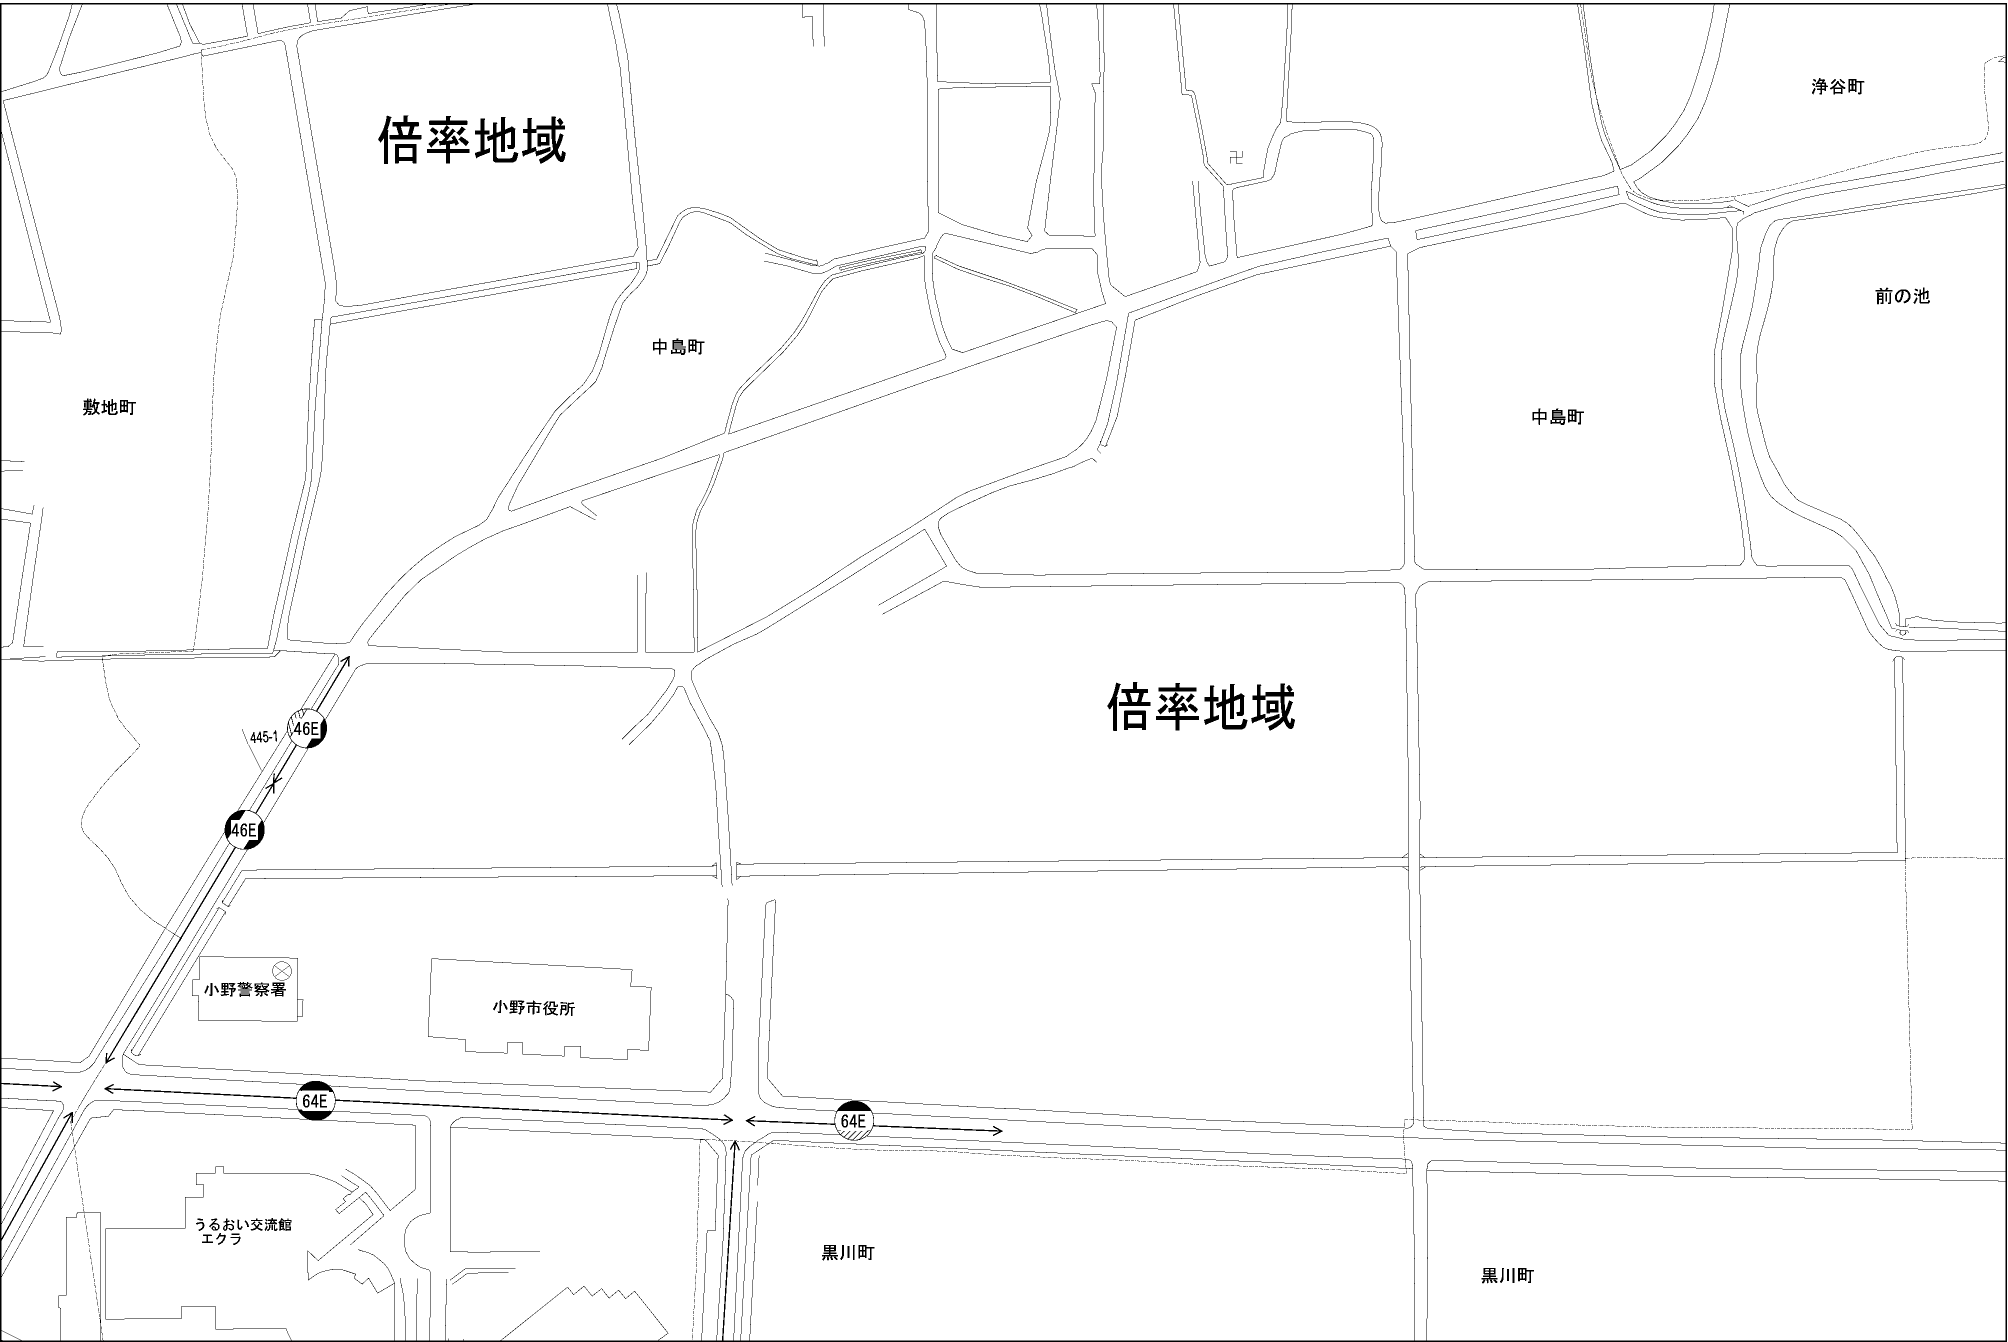 浄谷町
倍率地域
前の池
中島町
敷地町
中島町
倍率地域
46E
445-1
46E
小野警察署
小野市役所
64E
64E
うるおい交流館
エクラ
黒川町
黒川町